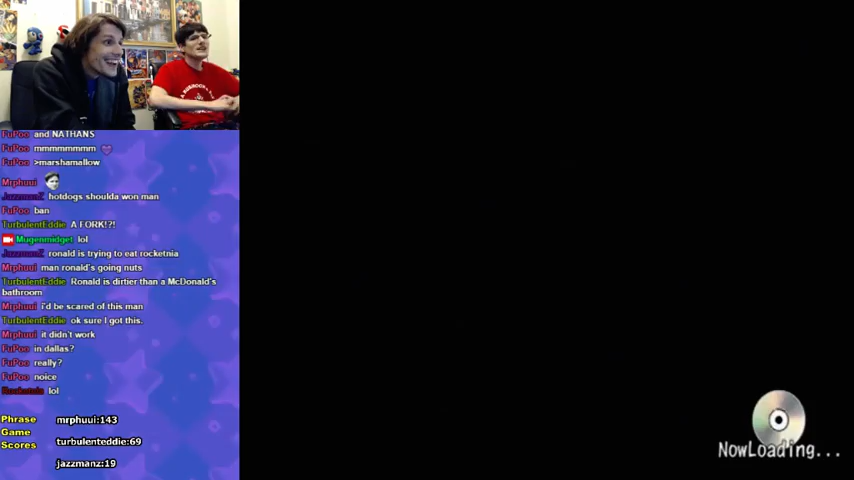 FuPoo and NATHANS
FuPoo mmmmmmmm
FuPoo >marshamallow
Mrphuui
JazzmanZ hotdogs shoulda won man
FuPoo ban
TurbulentEddie A FORK!?!
Mugenmidget lol
JazzmanZ ronald is trying to eat rocketnia
Mrphuui man ronald's going nuts
TurbulentEddie Ronald is dirtier than a McDonald's
bathroom
Mrphuui i'd be scared of this man
TurbulentEddie ok sure I got this.
Mrphuui it didn't work
FuPoo in dallas?
FuPoo really?
FuPoo noice
lol
Phrase
Game
Scores
mrphuui:143
turbulenteddie:69
jazzmanz:19
NowLoading...